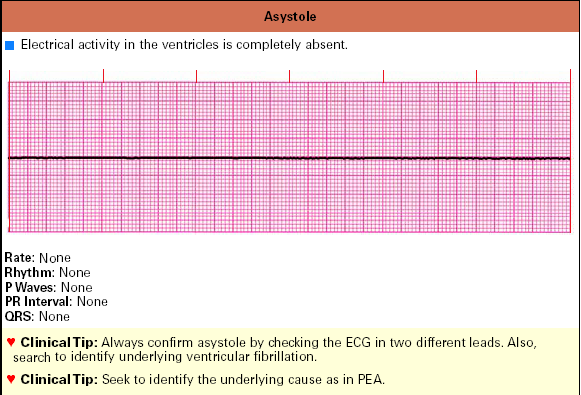 Asystole
Electrical activity in the ventricles is completely absent.
Rate: None
Rhythm: None
P Waves: None
PR Interval: None
QRS: None
Clinical Tip: Always confirm asystole by checking the ECG in two different leads. Also,
search to identify underlying ventricular fibrillation.
Clinical Tip: Seek to identify the underlying cause as in PEA.